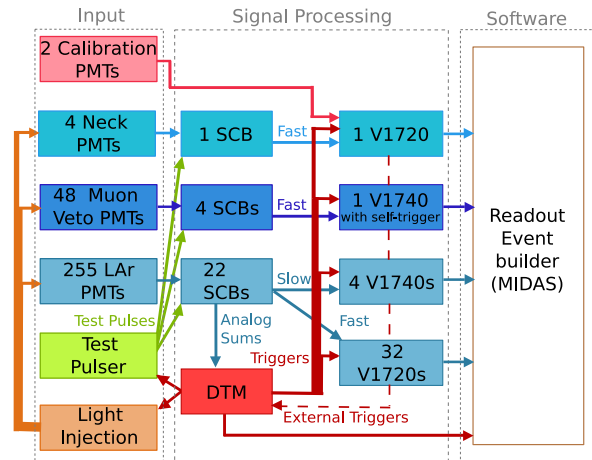 Input
Signal Processing
Software
2 Calibration
PMTs
4 Neck
PMTs
1 SCB
Fast
1 V1720
48 Muon
Veto PMTs
4 SCBs
Fast
1 V1740
with self-trigger
255 LAr
PMTs
22
SCBs
Slow
4 V1740s
Readout
Event
builder
(MIDAS)
Test Pulses
Analog
Sums
Fast
Test
Pulser
Triggers
32
V1720s
DTM
External Triggers
Light
Injection